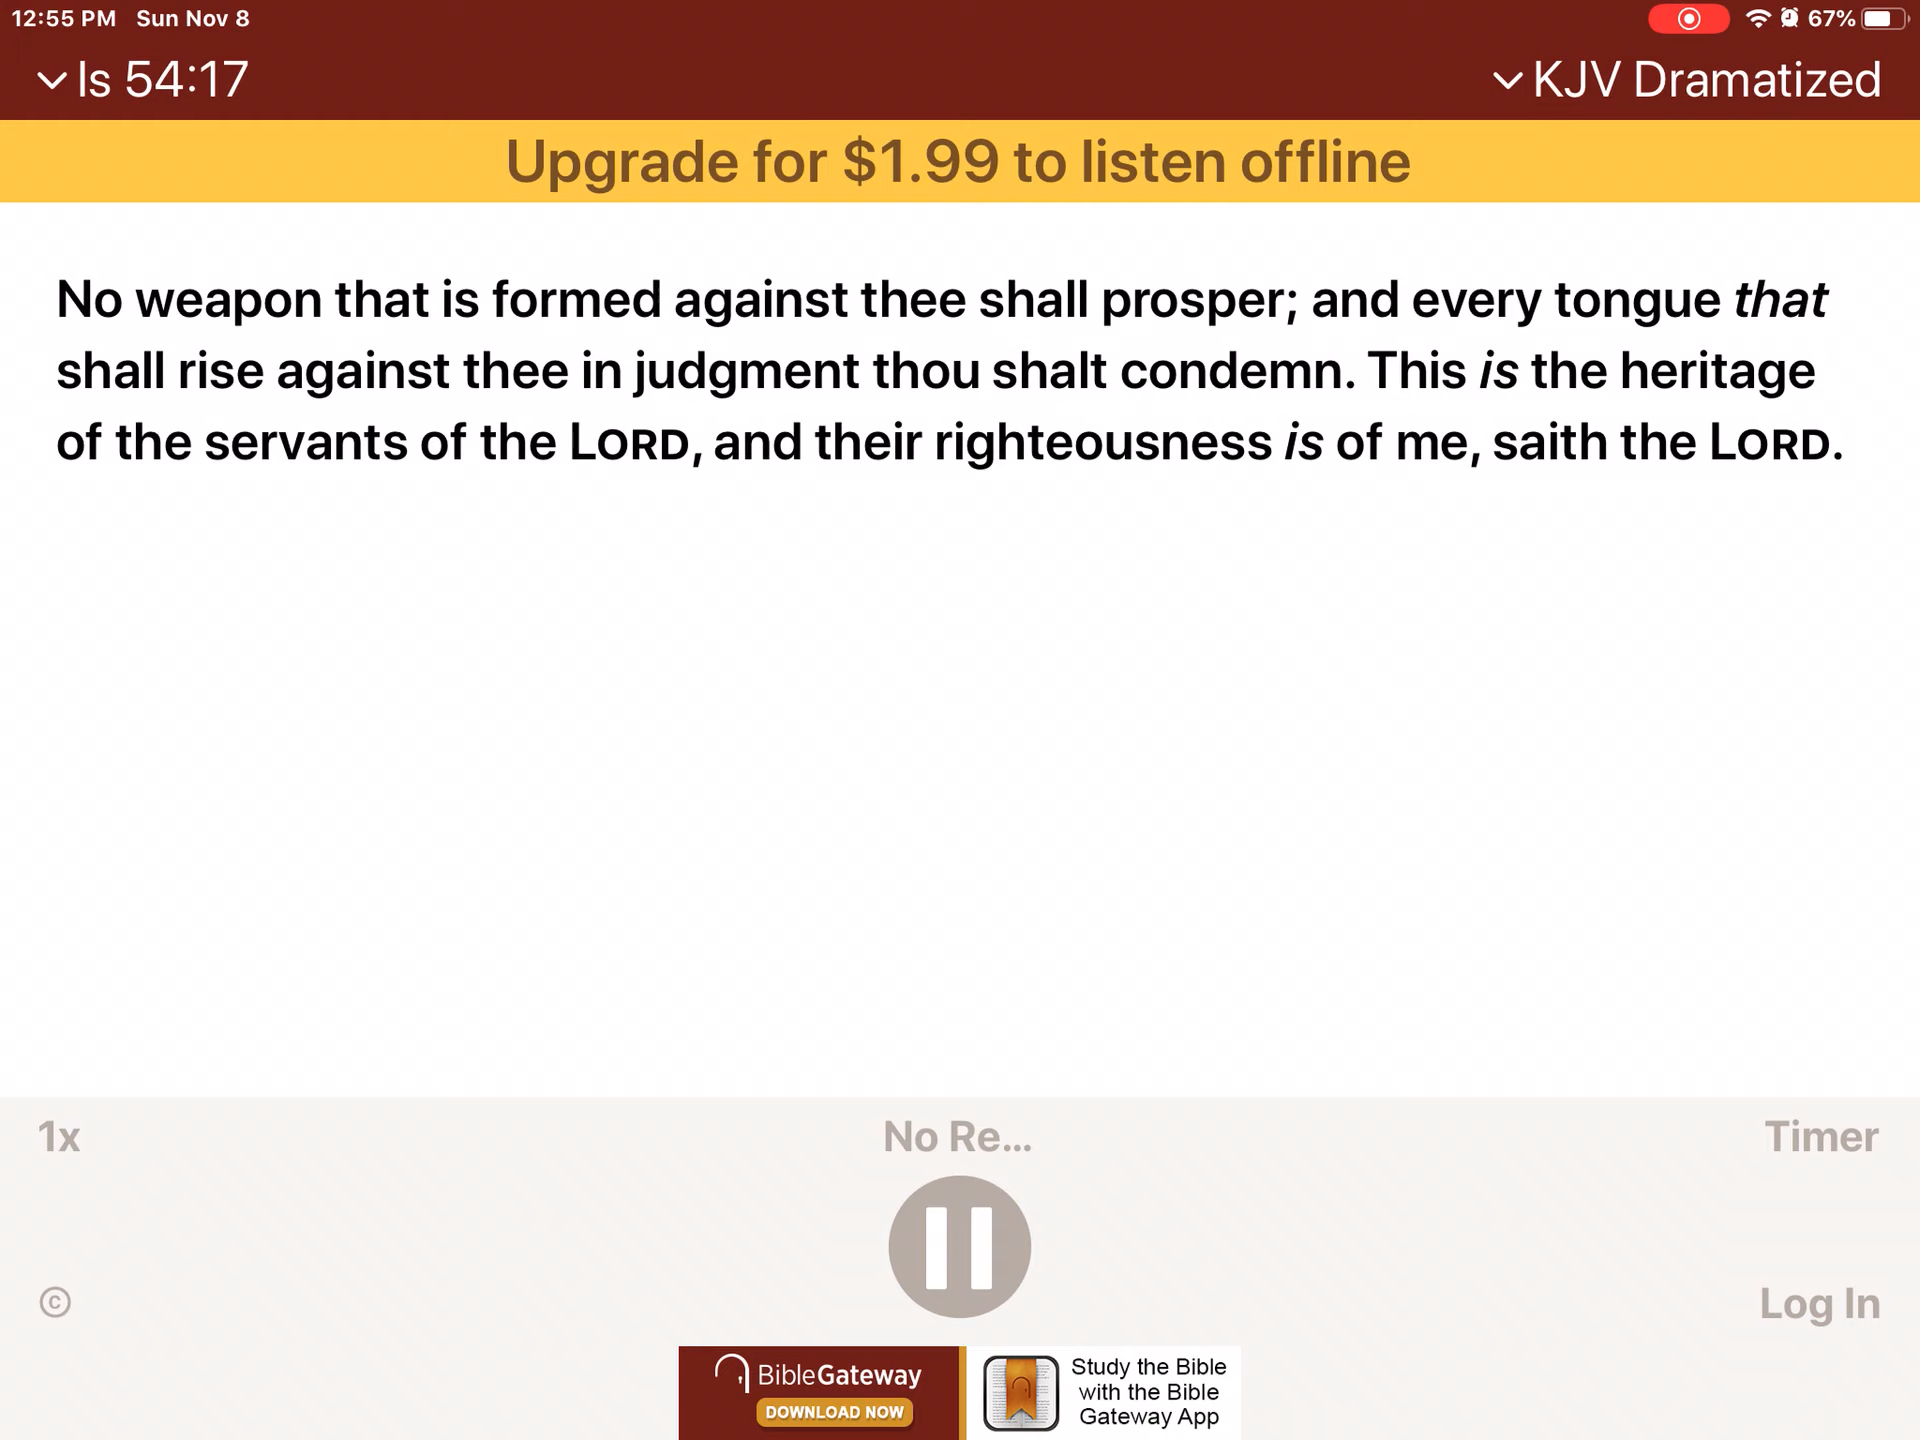 12:55 PM Sun Nov 8 67%
Is 54:17 KJV Dramatized
Upgrade for $1.99 to listen offline
No weapon that is formed against thee shall prosper; and every tongue that
shall rise against thee in judgment thou shalt condemn. This is the heritage
of the servants of the LORD, and their righteousness is of me, saith the LORD.
1x No Re... Timer
© Log In
BibleGateway
DOWNLOAD NOW
Study the Bible
with the Bible
Gateway App